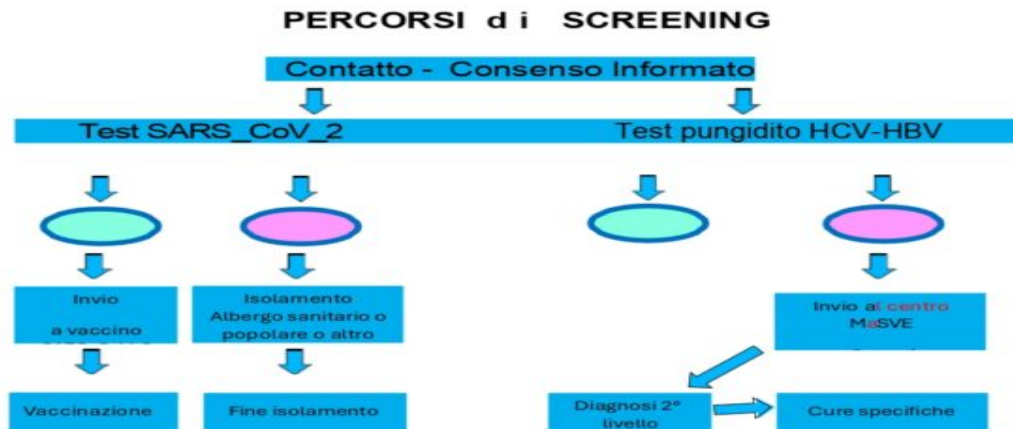 PERCORSI d i SCREENING
Contatto - Consenso Informato
Test SARS_CoV_2
Test pungidito HCV-HBV
Invio
a vaccino
Isolamento
Albergo sanitario o
popolare o altro
Invio al centro
MaSVE
Vaccinazione
Fine isolamento
Diagnosi 2°
livello
Cure specifiche